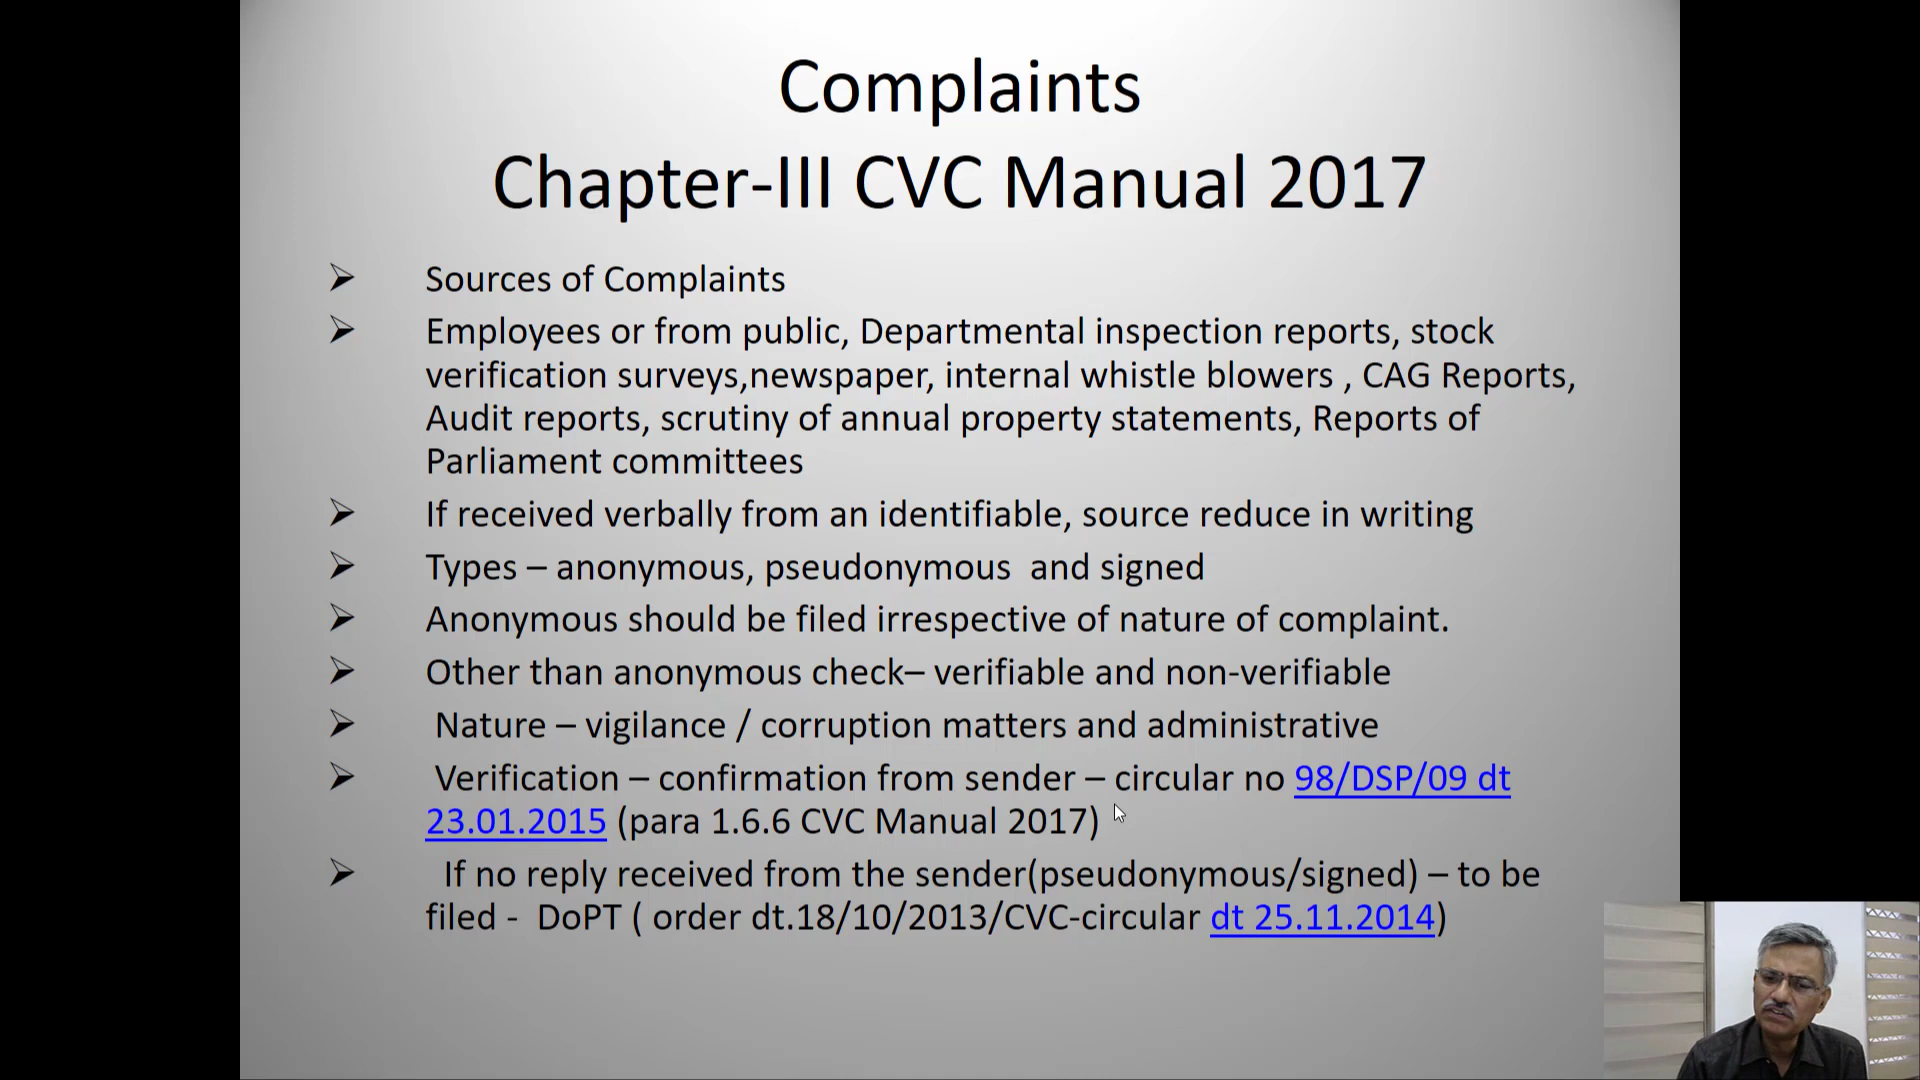 Complaints
Chapter-III CVC Manual 2017
Sources of Complaints
Employees or from public, Departmental inspection reports, stock
verification surveys,newspaper, internal whistle blowers , CAG Reports,
Audit reports, scrutiny of annual property statements, Reports of
Parliament committees
If received verbally from an identifiable, source reduce in writing
Types – anonymous, pseudonymous  and signed
Anonymous should be filed irrespective of nature of complaint.
Other than anonymous check– verifiable and non-verifiable
Nature – vigilance / corruption matters and administrative
Verification – confirmation from sender – circular no 98/DSP/09 dt
23.01.2015 (para 1.6.6 CVC Manual 2017)
If no reply received from the sender(pseudonymous/signed) – to be
filed -  DoPT ( order dt.18/10/2013/CVC-circular dt 25.11.2014)